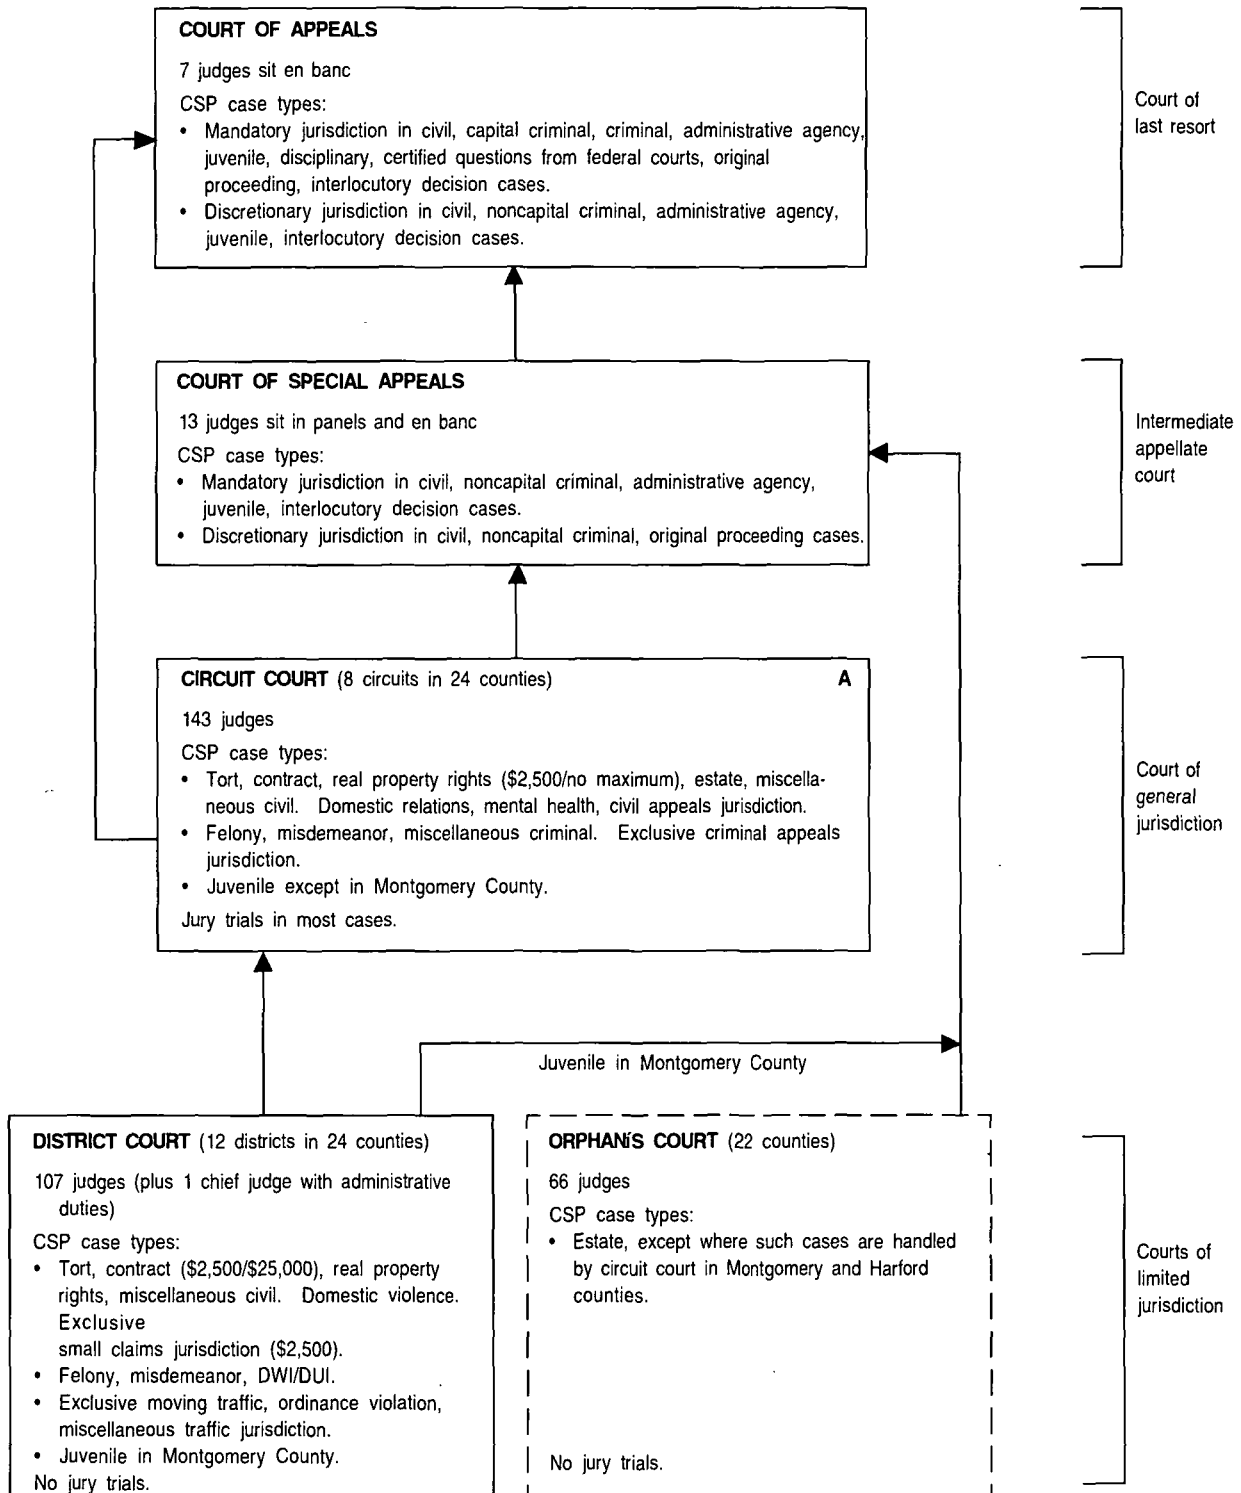 COURT OF APPEALS
7 judges sit en banc
CSP case types:
• Mandatory jurisdiction in civil, capital criminal, criminal, administrative agency,
juvenile, disciplinary, certified questions from federal courts, original
proceeding, interlocutory decision cases.
• Discretionary jurisdiction in civil, noncapital criminal, administrative agency,
juvenile, interlocutory decision cases.
Court of
last resort
COURT OF SPECIAL APPEALS
13 judges sit in panels and en banc
CSP case types:
• Mandatory jurisdiction in civil, noncapital criminal, administrative agency,
juvenile, interlocutory decision cases.
• Discretionary jurisdiction in civil, noncapital criminal, original proceeding cases.
Intermediate
appellate
court
CIRCUIT COURT (8 circuits in 24 counties) A
143 judges
CSP case types:
• Tort, contract, real property rights ($2,500/no maximum), estate, miscella-
neous civil. Domestic relations, mental health, civil appeals jurisdiction.
• Felony, misdemeanor, miscellaneous criminal. Exclusive criminal appeals
jurisdiction.
• Juvenile except in Montgomery County.
Jury trials in most cases.
Court of
general
jurisdiction
Juvenile in Montgomery County
DISTRICT COURT (12 districts in 24 counties)
107 judges (plus 1 chief judge with administrative
duties)
CSP case types:
• Tort, contract ($2,500/$25,000), real property
rights, miscellaneous civil. Domestic violence.
Exclusive
small claims jurisdiction ($2,500).
• Felony, misdemeanor, DWI/DUI.
• Exclusive moving traffic, ordinance violation,
miscellaneous traffic jurisdiction.
• Juvenile in Montgomery County.
No jury trials.
ORPHANíS COURT (22 counties)
66 judges
CSP case types:
• Estate, except where such cases are handled
by circuit court in Montgomery and Harford
counties.
No jury trials.
Courts of
limited
jurisdiction